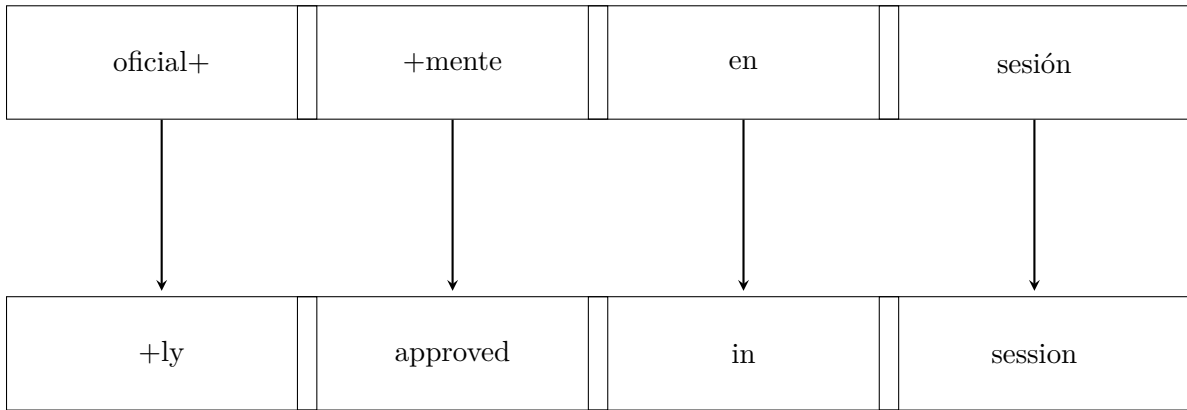 oficial+ +mente en sesión
+ly approved in session